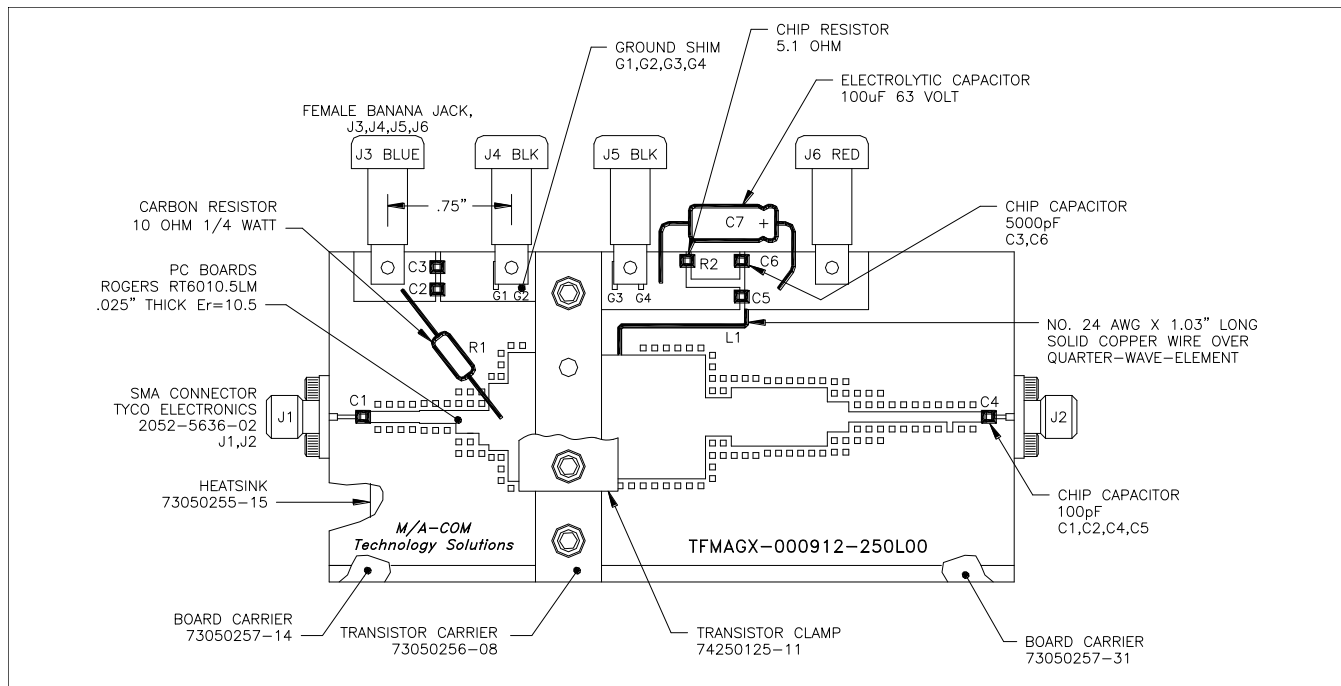 CHIP RESISTOR
5.1 OHM
GROUND SHIM
G1,G2,G3,G4
ELECTROLYTIC CAPACITOR
100uF 63 VOLT
FEMALE BANANA JACK,
J3,J4,J5,J6
J3 BLUE
J4 BLK
J5 BLK
J6 RED
CARBON RESISTOR
10 OHM 1/4 WATT
.75"
C7 +
CHIP CAPACITOR
5000pF
C3,C6
PC BOARDS
ROGERS RT6010.5LM
.025" THICK Er=10.5
C3
C2
G1 G2
G3 G4
R2
C6
C5
L1
R1
NO. 24 AWG X 1.03" LONG
SOLID COPPER WIRE OVER
QUARTER-WAVE-ELEMENT
SMA CONNECTOR
TYCO ELECTRONICS
2052-5636-02
J1,J2
J1
C1
C4
J2
HEATSINK
73050255-15
CHIP CAPACITOR
100pF
C1,C2,C4,C5
M/A-COM
Technology Solutions
TFMAGX-000912-250L00
BOARD CARRIER
73050257-14
TRANSISTOR CARRIER
73050256-08
TRANSISTOR CLAMP
74250125-11
BOARD CARRIER
73050257-31